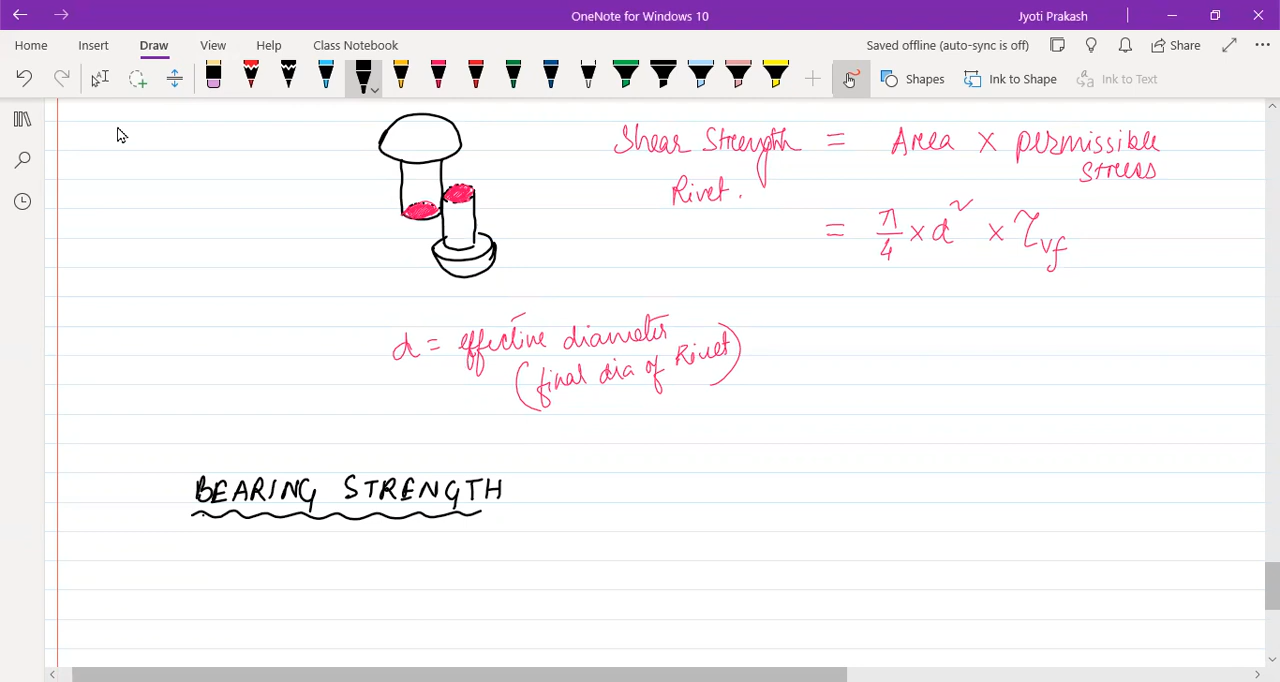 OneNote for Windows 10
Jyoti Prakash
Home Insert Draw View Help Class Notebook
Saved offline (auto-sync is off)
Share
Shapes
Ink to Shape
Ink to Text
Shear Strength = Area × permissible
Rivet. stress
= π/4 × d² × τvf
d = effective diameter
(final dia of Rivet)
BEARING STRENGTH